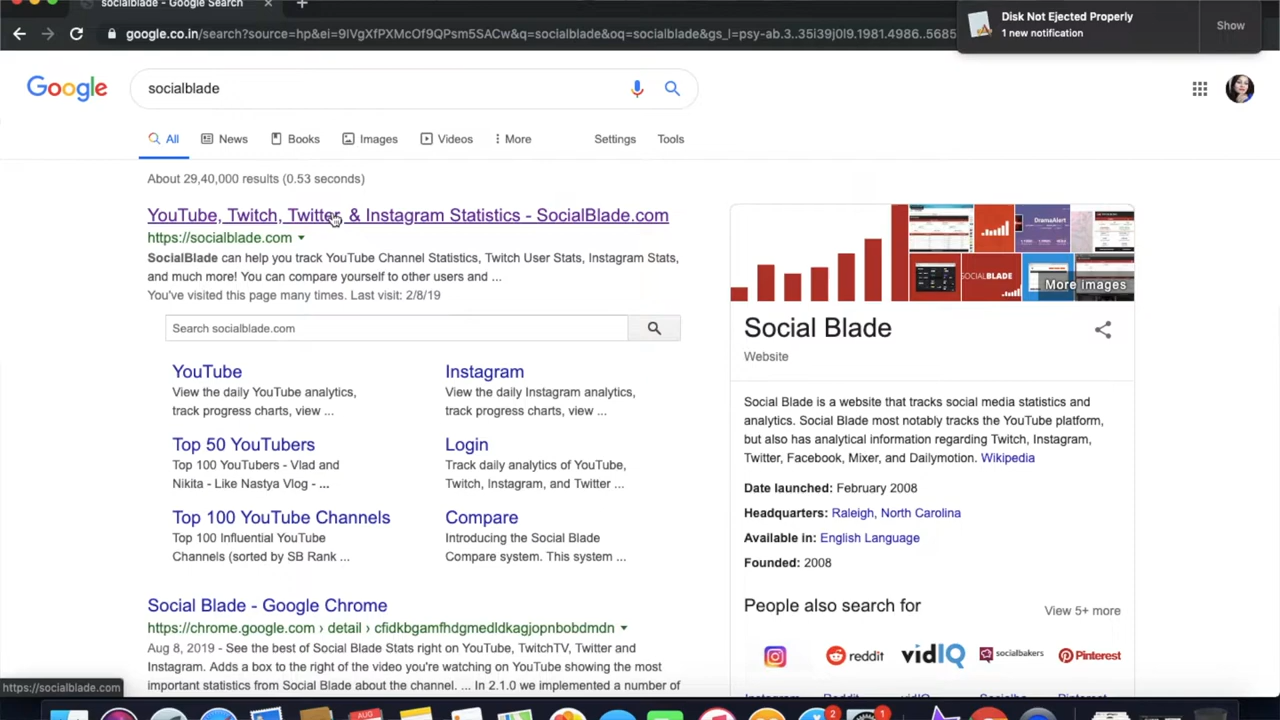 socialblade - Google Search
google.co.in/search?source=hp&ei=9IVgXfPXMcOf9QPsm5SACw&q=socialblade&oq=socialblade&gs_l=psy-ab.3..35i39j0l9.1981.4986..5685
Disk Not Ejected Properly
1 new notification
Show
Google
socialblade
All
News
Books
Images
Videos
More
Settings
Tools
About 29,40,000 results (0.53 seconds)
YouTube, Twitch, Twitter, & Instagram Statistics - SocialBlade.com
https://socialblade.com
SocialBlade can help you track YouTube Channel Statistics, Twitch User Stats, Instagram Stats,
and much more! You can compare yourself to other users and ...
You've visited this page many times. Last visit: 2/8/19
Search socialblade.com
YouTube
View the daily YouTube analytics,
track progress charts, view ...
Instagram
View the daily Instagram analytics,
track progress charts, view ...
Top 50 YouTubers
Top 100 YouTubers - Vlad and
Nikita - Like Nastya Vlog - ...
Login
Track daily analytics of YouTube,
Twitch, Instagram, and Twitter ...
Top 100 YouTube Channels
Top 100 Influential YouTube
Channels (sorted by SB Rank ...
Compare
Introducing the Social Blade
Compare system. This system ...
Social Blade - Google Chrome
https://chrome.google.com › detail › cfidkbgamfhdgmedldkagjopnbobdmdn
Aug 8, 2019 - See the best of Social Blade Stats right on YouTube, TwitchTV, Twitter and
Instagram. Adds a box to the right of the video you're watching on YouTube showing the most
important statistics from Social Blade about the channel. ... In 2.1.0 we implemented a number of
https://socialblade.com
DramaAlert
SOCIALBLADE
More images
Social Blade
Website
Social Blade is a website that tracks social media statistics and
analytics. Social Blade most notably tracks the YouTube platform,
but also has analytical information regarding Twitch, Instagram,
Twitter, Facebook, Mixer, and Dailymotion. Wikipedia
Date launched: February 2008
Headquarters: Raleigh, North Carolina
Available in: English Language
Founded: 2008
People also search for
View 5+ more
reddit
vidIQ
socialbakers
Pinterest
AUG
2
1